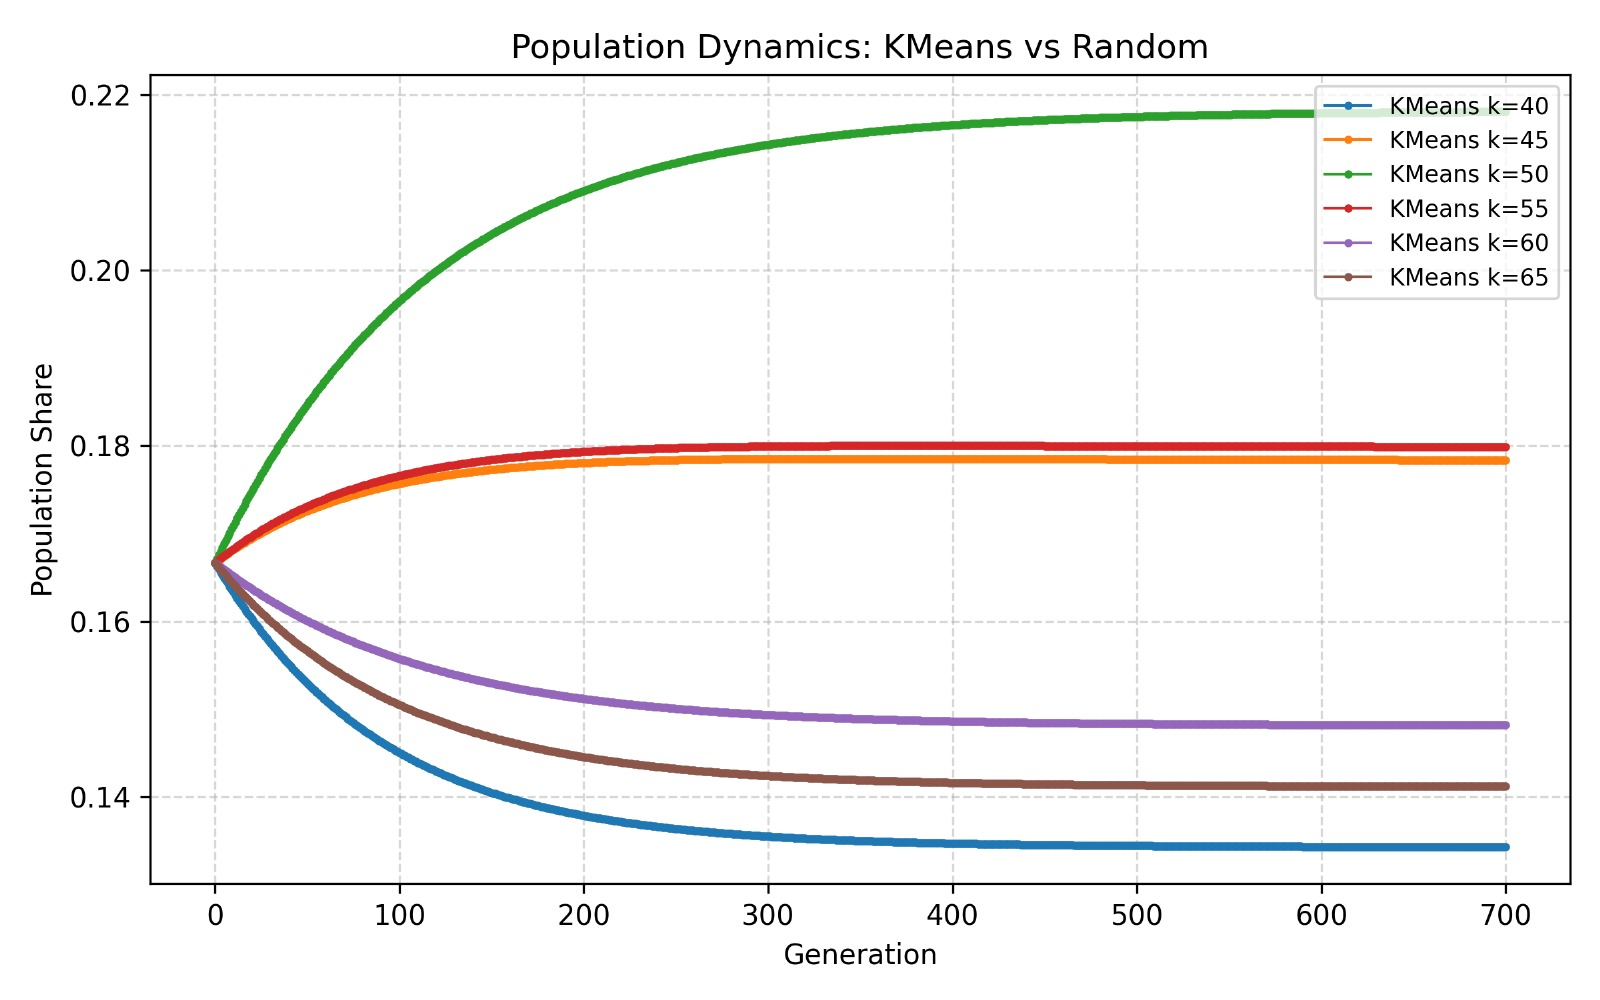 Population Dynamics: KMeans vs Random
Population Share
0.22
0.20
0.18
0.16
0.14
KMeans k=40
KMeans k=45
KMeans k=50
KMeans k=55
KMeans k=60
KMeans k=65
0 100 200 300 400 500 600 700
Generation